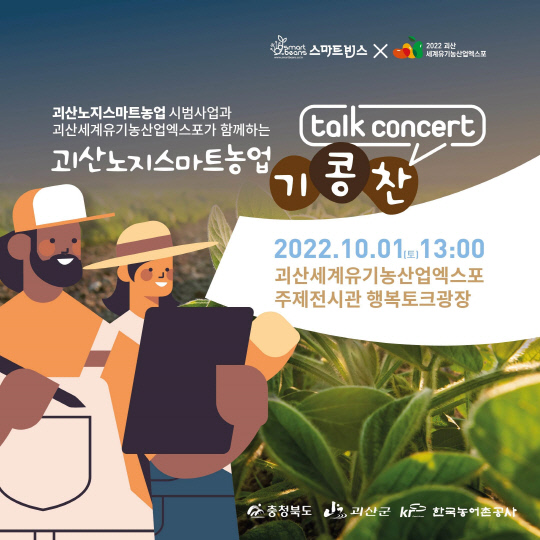 smart beans 스마트빈스 × 2022 괴산
세계유기농산업엑스포
괴산노지스마트농업 시범사업과
괴산세계유기농산업엑스포가 함께하는
괴산노지스마트농업
talk concert
기콩찬
2022.10.01[토]13:00
괴산세계유기농산업엑스포
주제전시관 행복토크광장
충청북도 괴산군 kr 한국농어촌공사